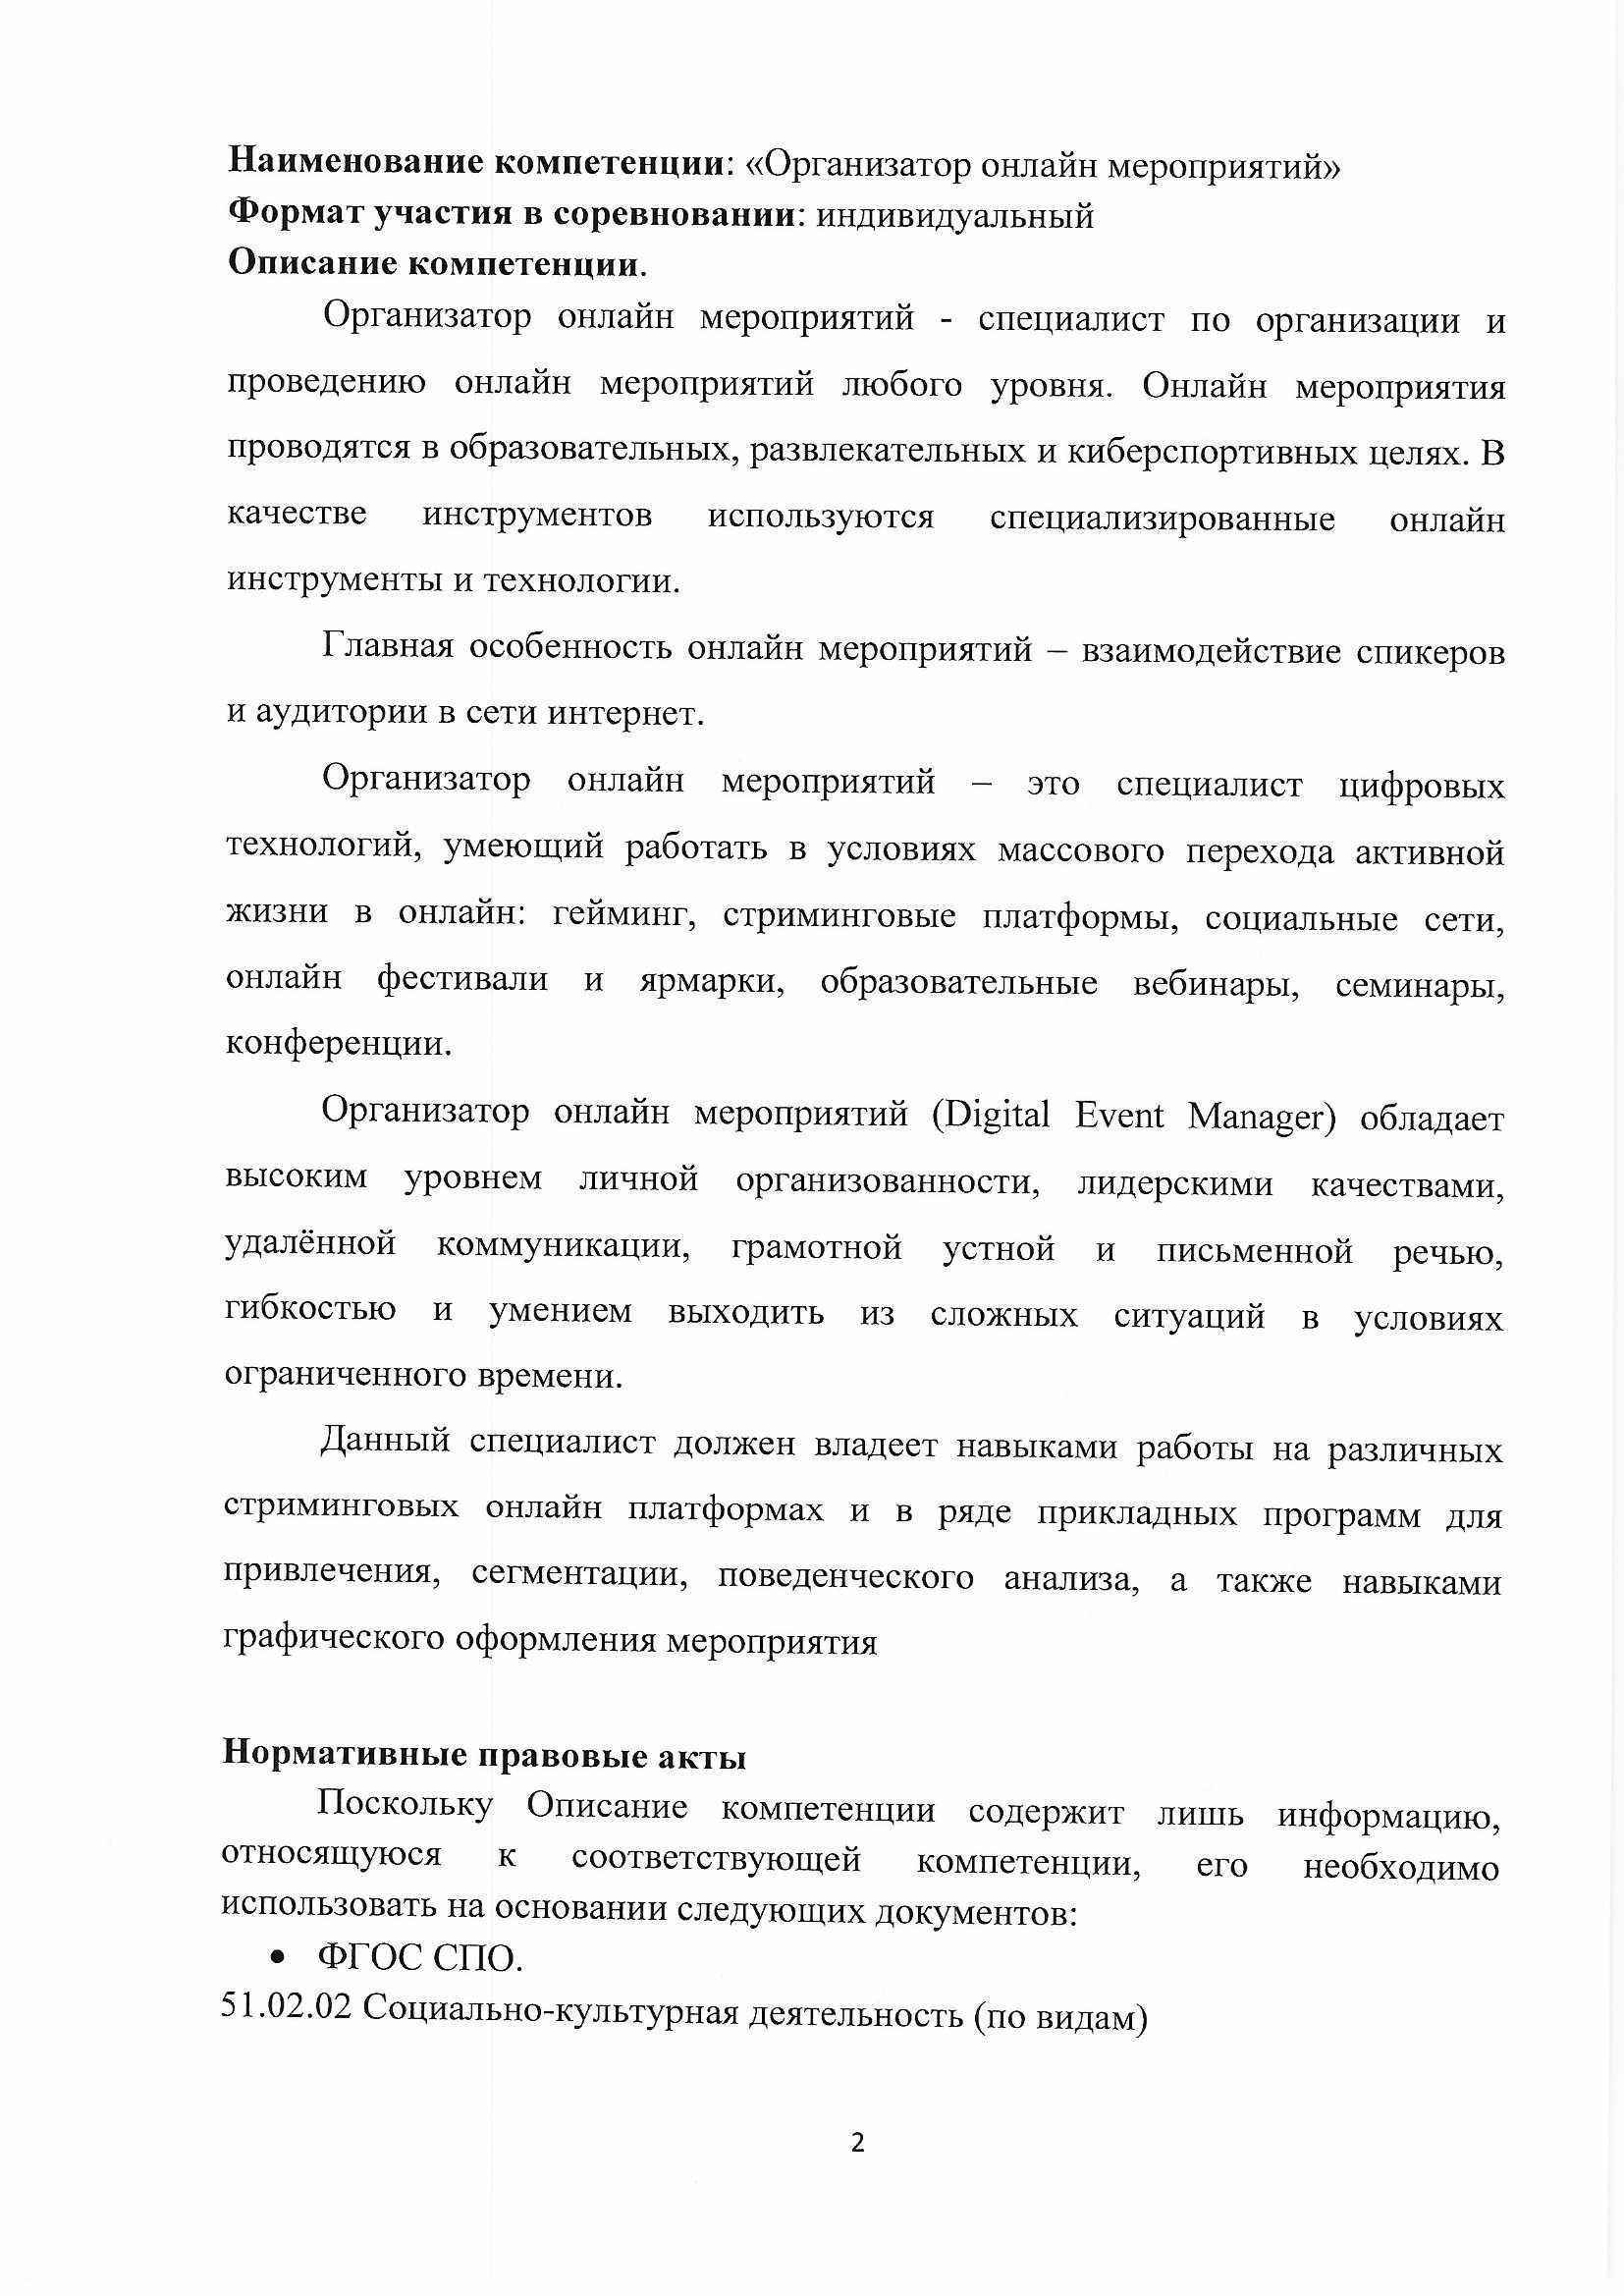 Наименование компетенции: «Организатор онлайн мероприятий»
Формат участия в соревновании: индивидуальный
Описание компетенции.
Организатор онлайн мероприятий - специалист по организации и
проведению онлайн мероприятий любого уровня. Онлайн мероприятия
проводятся в образовательных, развлекательных и киберспортивных целях. В
качестве инструментов используются специализированные онлайн
инструменты и технологии.
Главная особенность онлайн мероприятий – взаимодействие спикеров
и аудитории в сети интернет.
Организатор онлайн мероприятий – это специалист цифровых
технологий, умеющий работать в условиях массового перехода активной
жизни в онлайн: гейминг, стриминговые платформы, социальные сети,
онлайн фестивали и ярмарки, образовательные вебинары, семинары,
конференции.
Организатор онлайн мероприятий (Digital Event Manager) обладает
высоким уровнем личной организованности, лидерскими качествами,
удалённой коммуникации, грамотной устной и письменной речью,
гибкостью и умением выходить из сложных ситуаций в условиях
ограниченного времени.
Данный специалист должен владеет навыками работы на различных
стриминговых онлайн платформах и в ряде прикладных программ для
привлечения, сегментации, поведенческого анализа, а также навыками
графического оформления мероприятия
Нормативные правовые акты
Поскольку Описание компетенции содержит лишь информацию,
относящуюся к соответствующей компетенции, его необходимо
использовать на основании следующих документов:
• ФГОС СПО.
51.02.02 Социально-культурная деятельность (по видам)
2